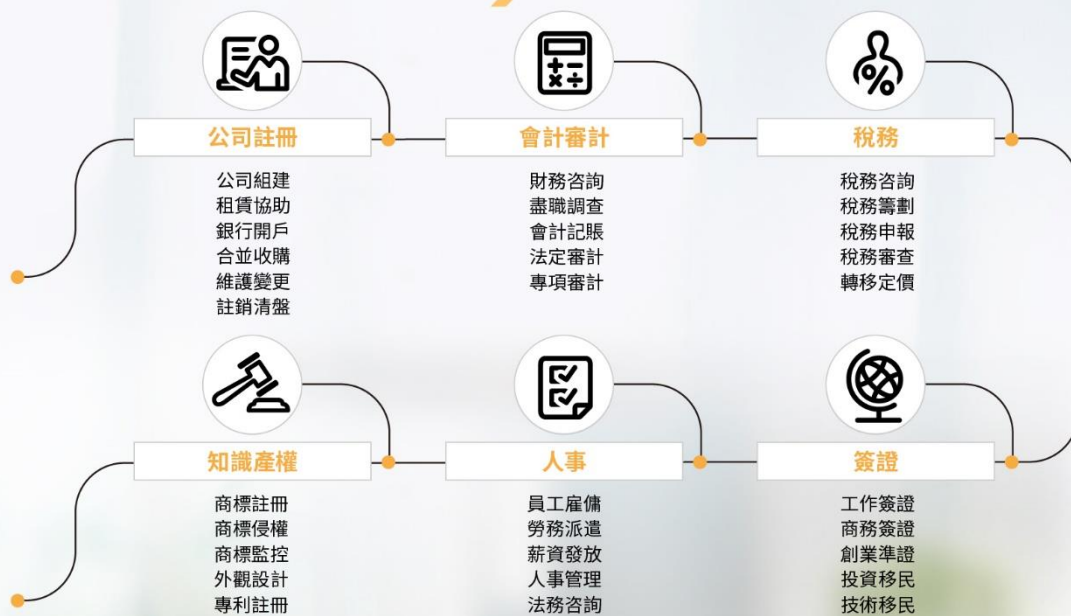 公司註冊
公司組建
租賃協助
銀行開戶
合並收購
維護變更
註銷清盤
會計審計
財務咨詢
盡職調查
會計記賬
法定審計
專項審計
稅務
稅務咨詢
稅務籌劃
稅務申報
稅務審查
轉移定價
知識產權
商標註冊
商標侵權
商標監控
外觀設計
專利註冊
人事
員工雇傭
勞務派遣
薪資發放
人事管理
法務咨詢
簽證
工作簽證
商務簽證
創業準證
投資移民
技術移民